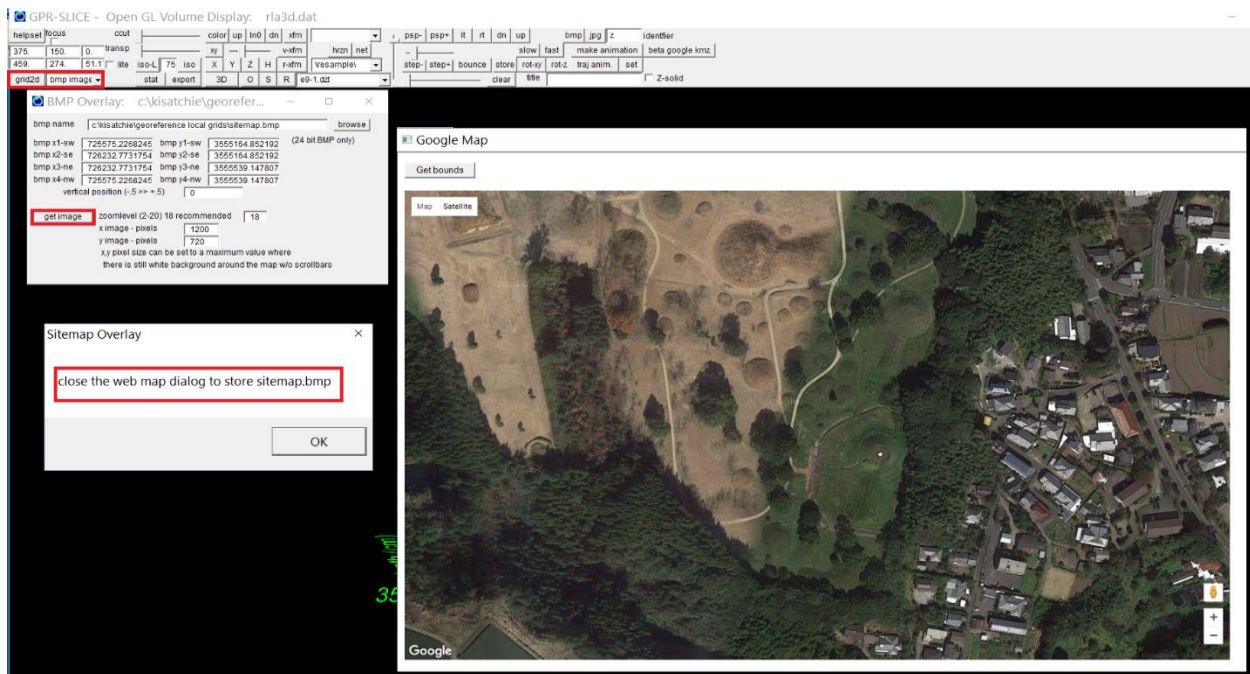 GPR-SLICE - Open GL Volume Display: rla3d.dat
helpset focus ccut color up ln0 dn xfm psp- psp+ lt rt dn up bmp jpg z identfier
375. 150. 0. transp xy v-xfm hrzn net slow fast make animation beta google kmz
459. 274. 51.1 lite iso-L 75 iso X Y Z H r-xfm \resample\ step- step+ bounce store rot-xy rot-z traj anim. set
grid2d bmp image stat export 3D O S R e9-1.dzt clear title Z-solid
BMP Overlay: c:\kisatchie\georefer...
bmp name c:\kisatchie\georeference local grids\sitemap.bmp browse
bmp x1-sw 725575.2268245 bmp y1-sw 3555164.852192 (24 bit BMP only)
bmp x2-se 726232.7731754 bmp y2-se 3555164.852192
bmp x3-ne 726232.7731754 bmp y3-ne 3555539.147807
bmp x4-nw 725575.2268245 bmp y4-nw 3555539.147807
vertical position (-.5 >> +.5) 0
get image zoomlevel (2-20) 18 recommended 18
x image - pixels 1200
y image - pixels 720
x,y pixel size can be set to a maximum value where
there is still white background around the map w/o scrollbars
Sitemap Overlay
close the web map dialog to store sitemap.bmp
OK
Google Map
Get bounds
Map Satellite
Google
35